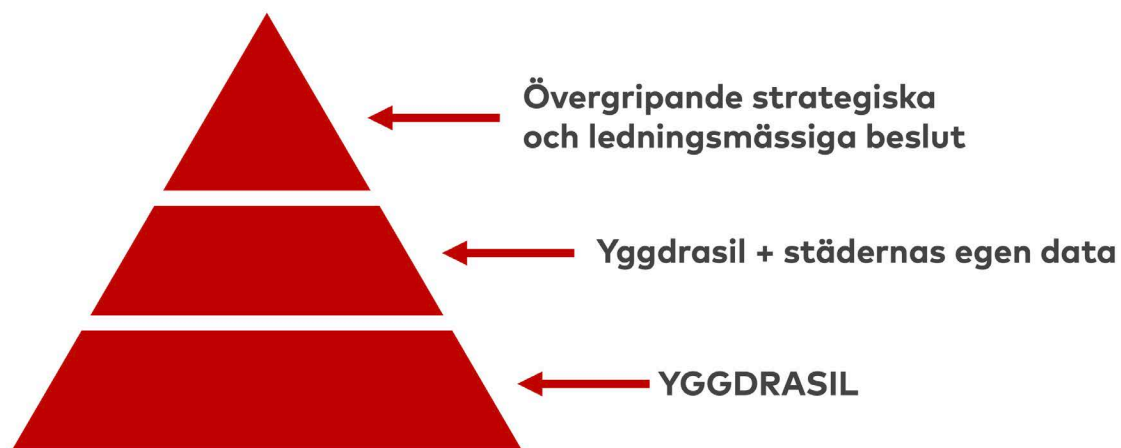 Övergripande strategiska
och ledningsmässiga beslut
Yggdrasil + städernas egen data
YGGDRASIL